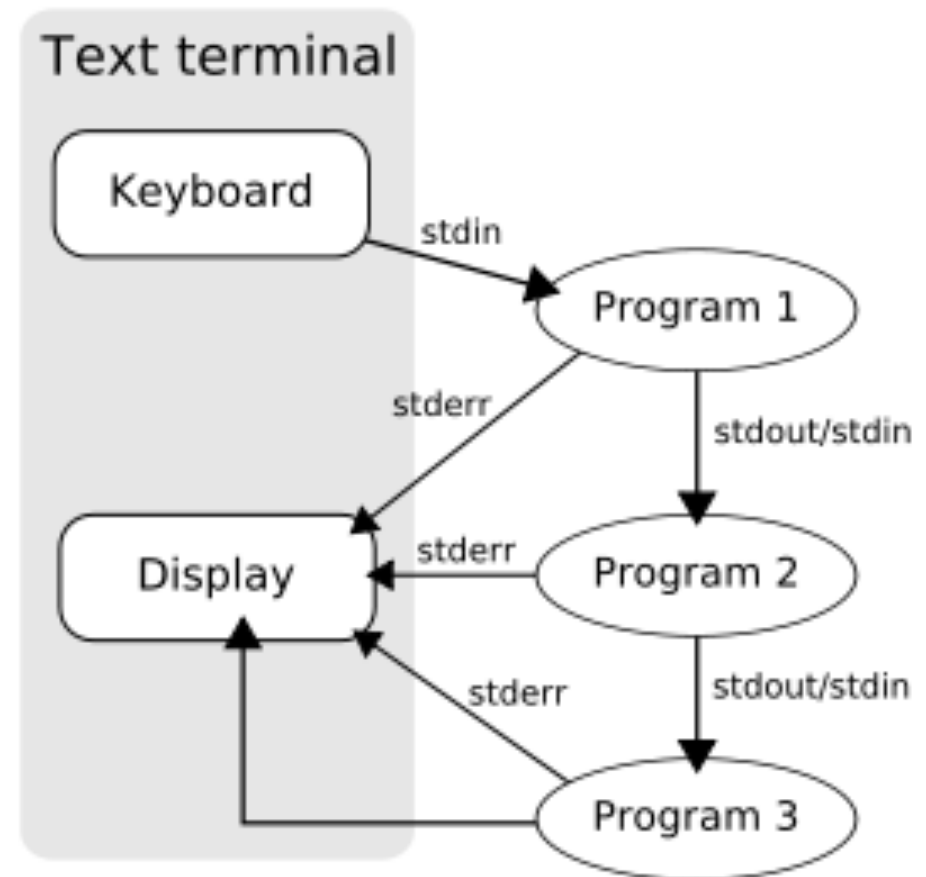 Text terminal
Keyboard
stdin
Program 1
stderr
stdout/stdin
Display
stderr
Program 2
stderr
stdout/stdin
Program 3